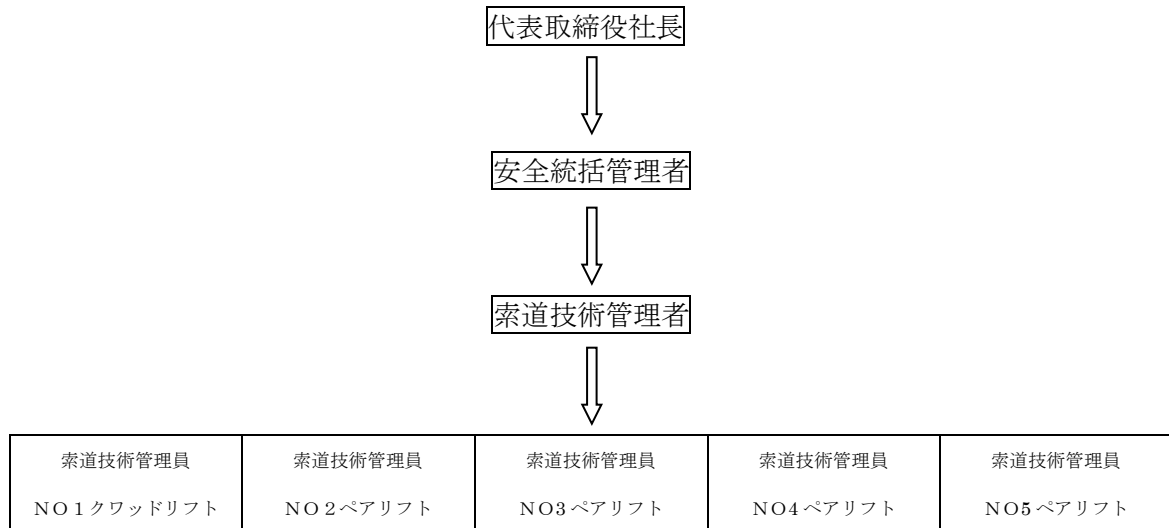 代表取締役社長
安全統括管理者
索道技術管理者
索道技術管理員 索道技術管理員 索道技術管理員 索道技術管理員 索道技術管理員
ＮＯ１クワッドリフト ＮＯ２ペアリフト ＮＯ3ペアリフト ＮＯ4ペアリフト ＮＯ5ペアリフト